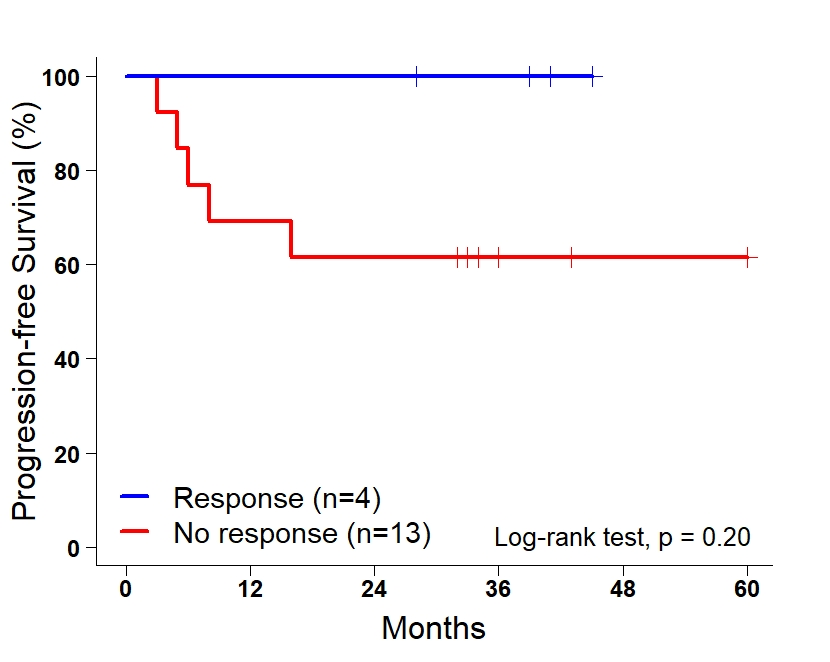 Progression-free Survival (%)
100
80
60
40
20
0
Response (n=4)
No response (n=13)
Log-rank test, p = 0.20
0 12 24 36 48 60
Months